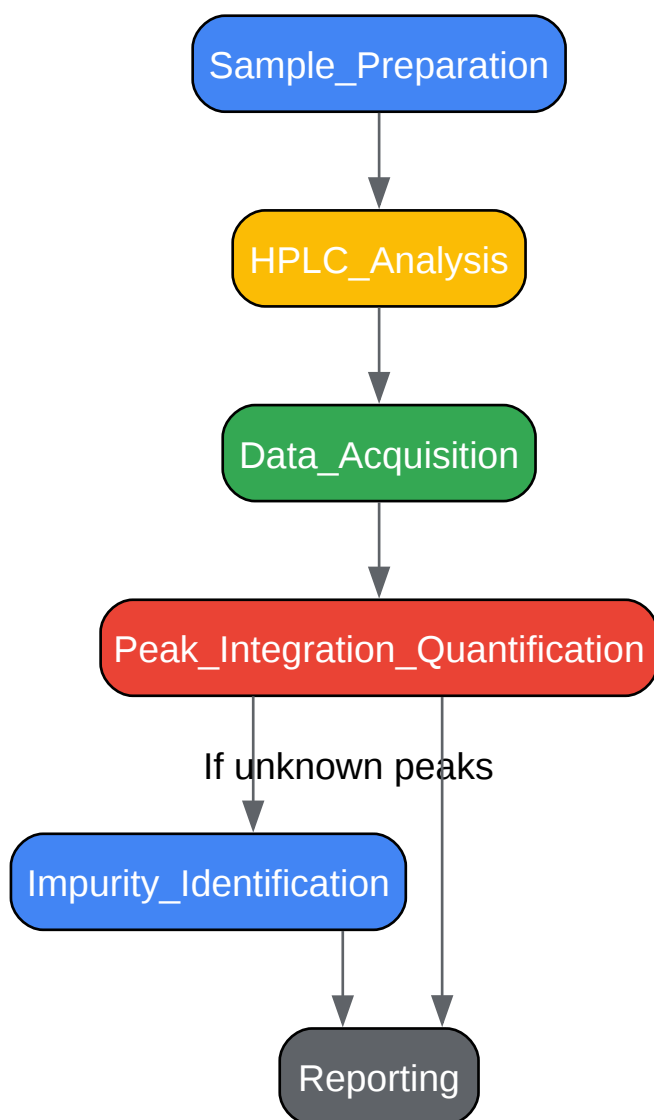 Sample_Preparation
HPLC_Analysis
Data_Acquisition
Peak_Integration_Quantification
If unknown peaks
Impurity_Identification
Reporting